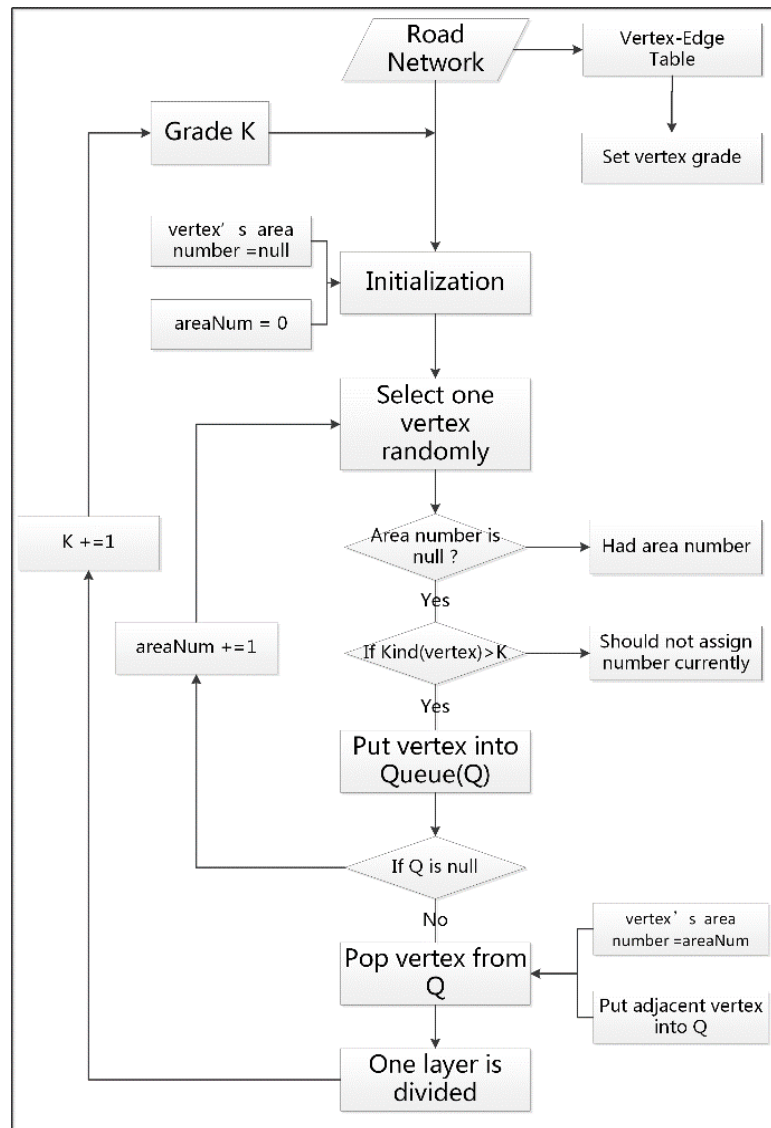 Road
Network
Vertex-Edge
Table
Grade K
Set vertex grade
vertex’s area
number =null
Initialization
areaNum = 0
Select one
vertex
randomly
K +=1
Area number is
null ?
Had area number
Yes
areaNum +=1
If Kind(vertex)>K
Should not assign
number currently
Yes
Put vertex into
Queue(Q)
If Q is null
No
vertex’s area
number =areaNum
Pop vertex from
Q
Put adjacent vertex
into Q
One layer is
divided